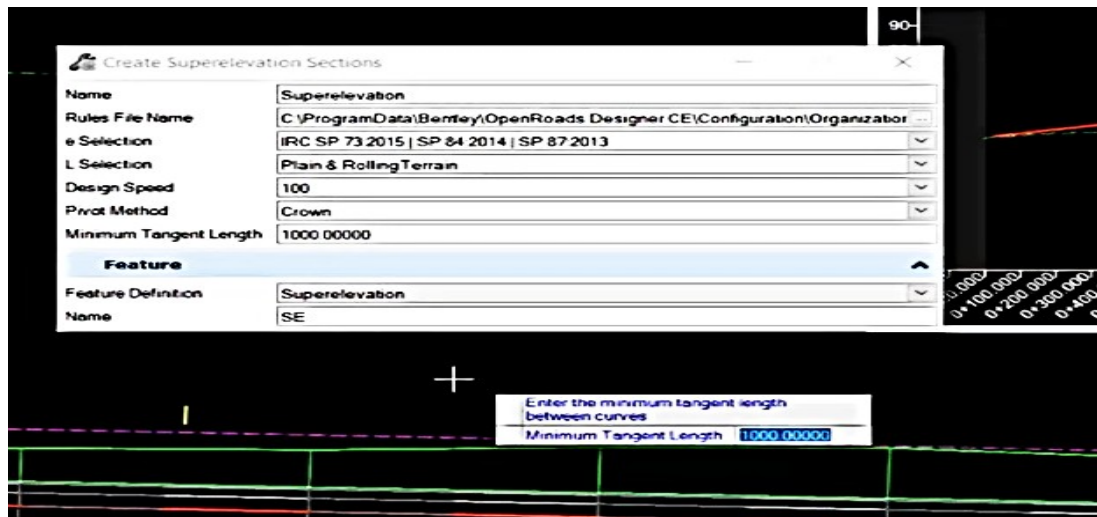 90
Create Superelevation Sections
Name Superelevation
Rules File Name C:\ProgramData\Bentley\OpenRoads Designer CE\Configuration\Organization
e Selection IRC SP 73:2015 | SP 84:2014 | SP 87:2013
L Selection Plain & Rolling Terrain
Design Speed 100
Pivot Method Crown
Minimum Tangent Length 1000.00000
Feature
Feature Definition Superelevation
Name SE
0+100.000 0+200.000 0+300.000
Enter the minimum tangent length
between curves
Minimum Tangent Length 1000.00000